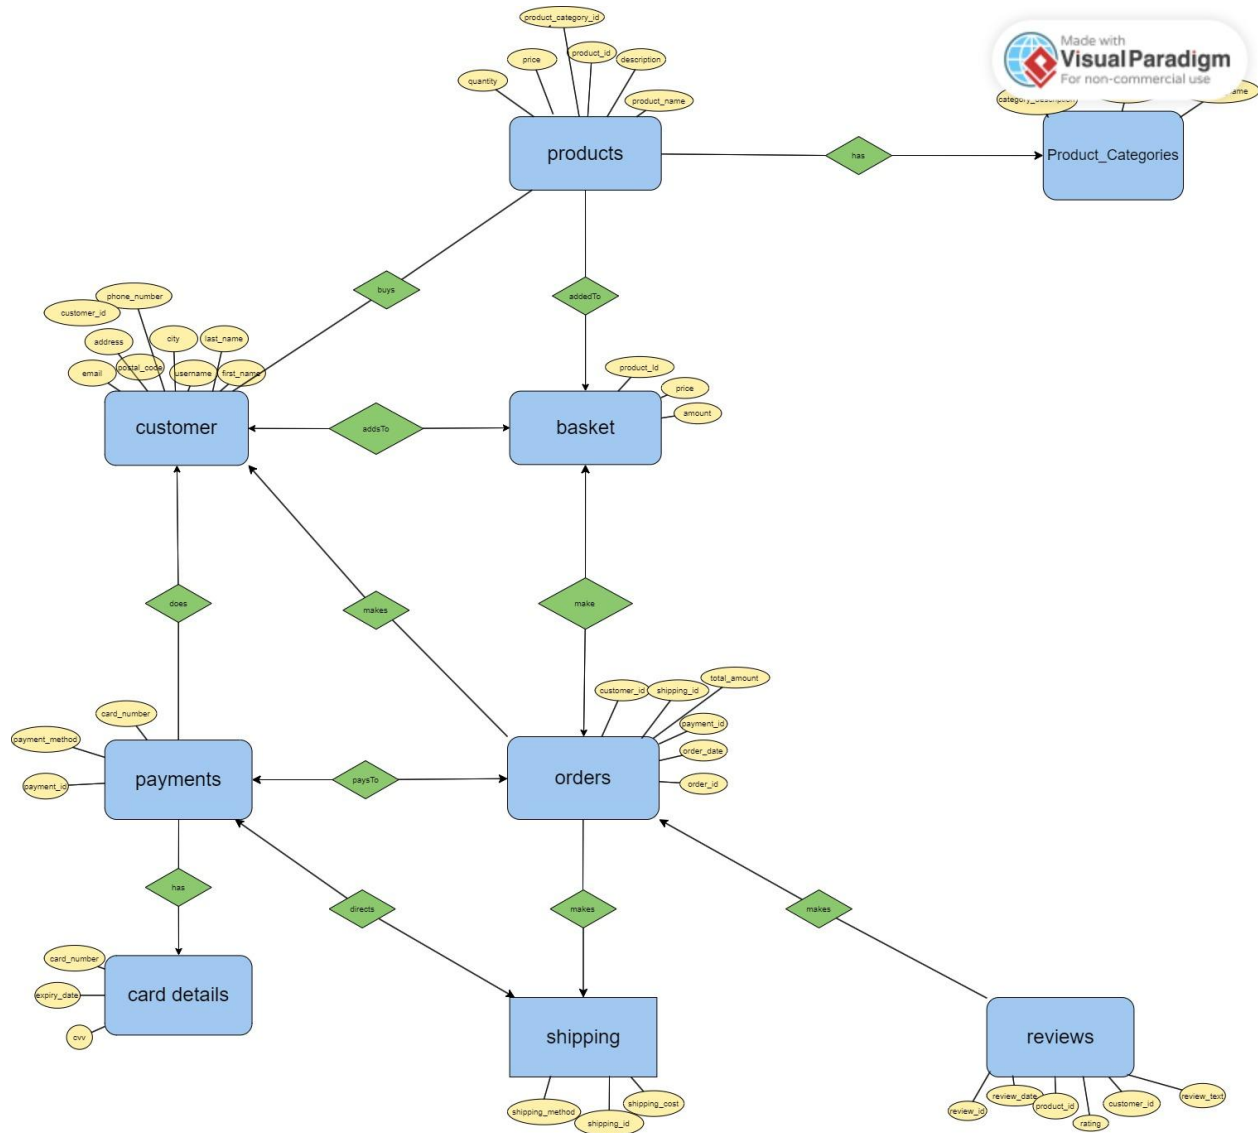 product_category_id
price
product_id
description
quantity
product_name
Made with
Visual Paradigm
For non-commercial use
category_description
products
has
Product_Categories
buys
addedTo
phone_number
customer_id
address
city
last_name
email
postal_code
username
first_name
product_Id
price
amount
customer
addsTo
basket
does
makes
make
customer_id
shipping_id
total_amount
card_number
payment_id
payment_method
order_date
payment_id
order_id
payments
paysTo
orders
has
directs
makes
makes
card_number
expiry_date
cvv
card details
shipping
reviews
shipping_method
shipping_id
shipping_cost
review_id
review_date
product_id
rating
customer_id
review_text